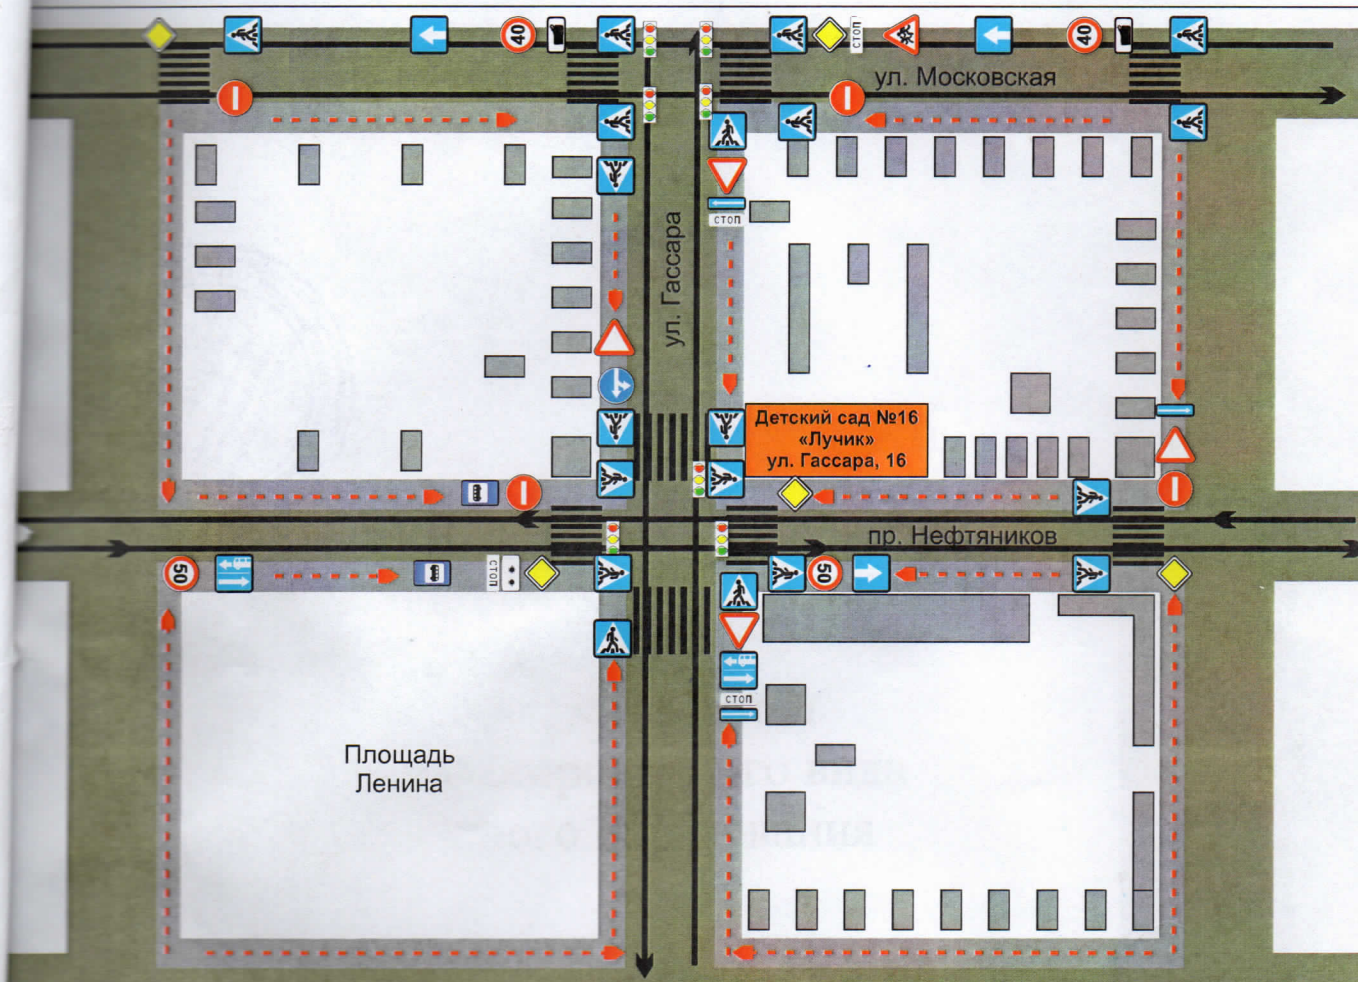 40
СТОП
40
ул. Московская
СТОП
ул. Гассара
Детский сад №16
«Лучик»
ул. Гассара, 16
пр. Нефтяников
50
СТОП
50
СТОП
Площадь
Ленина